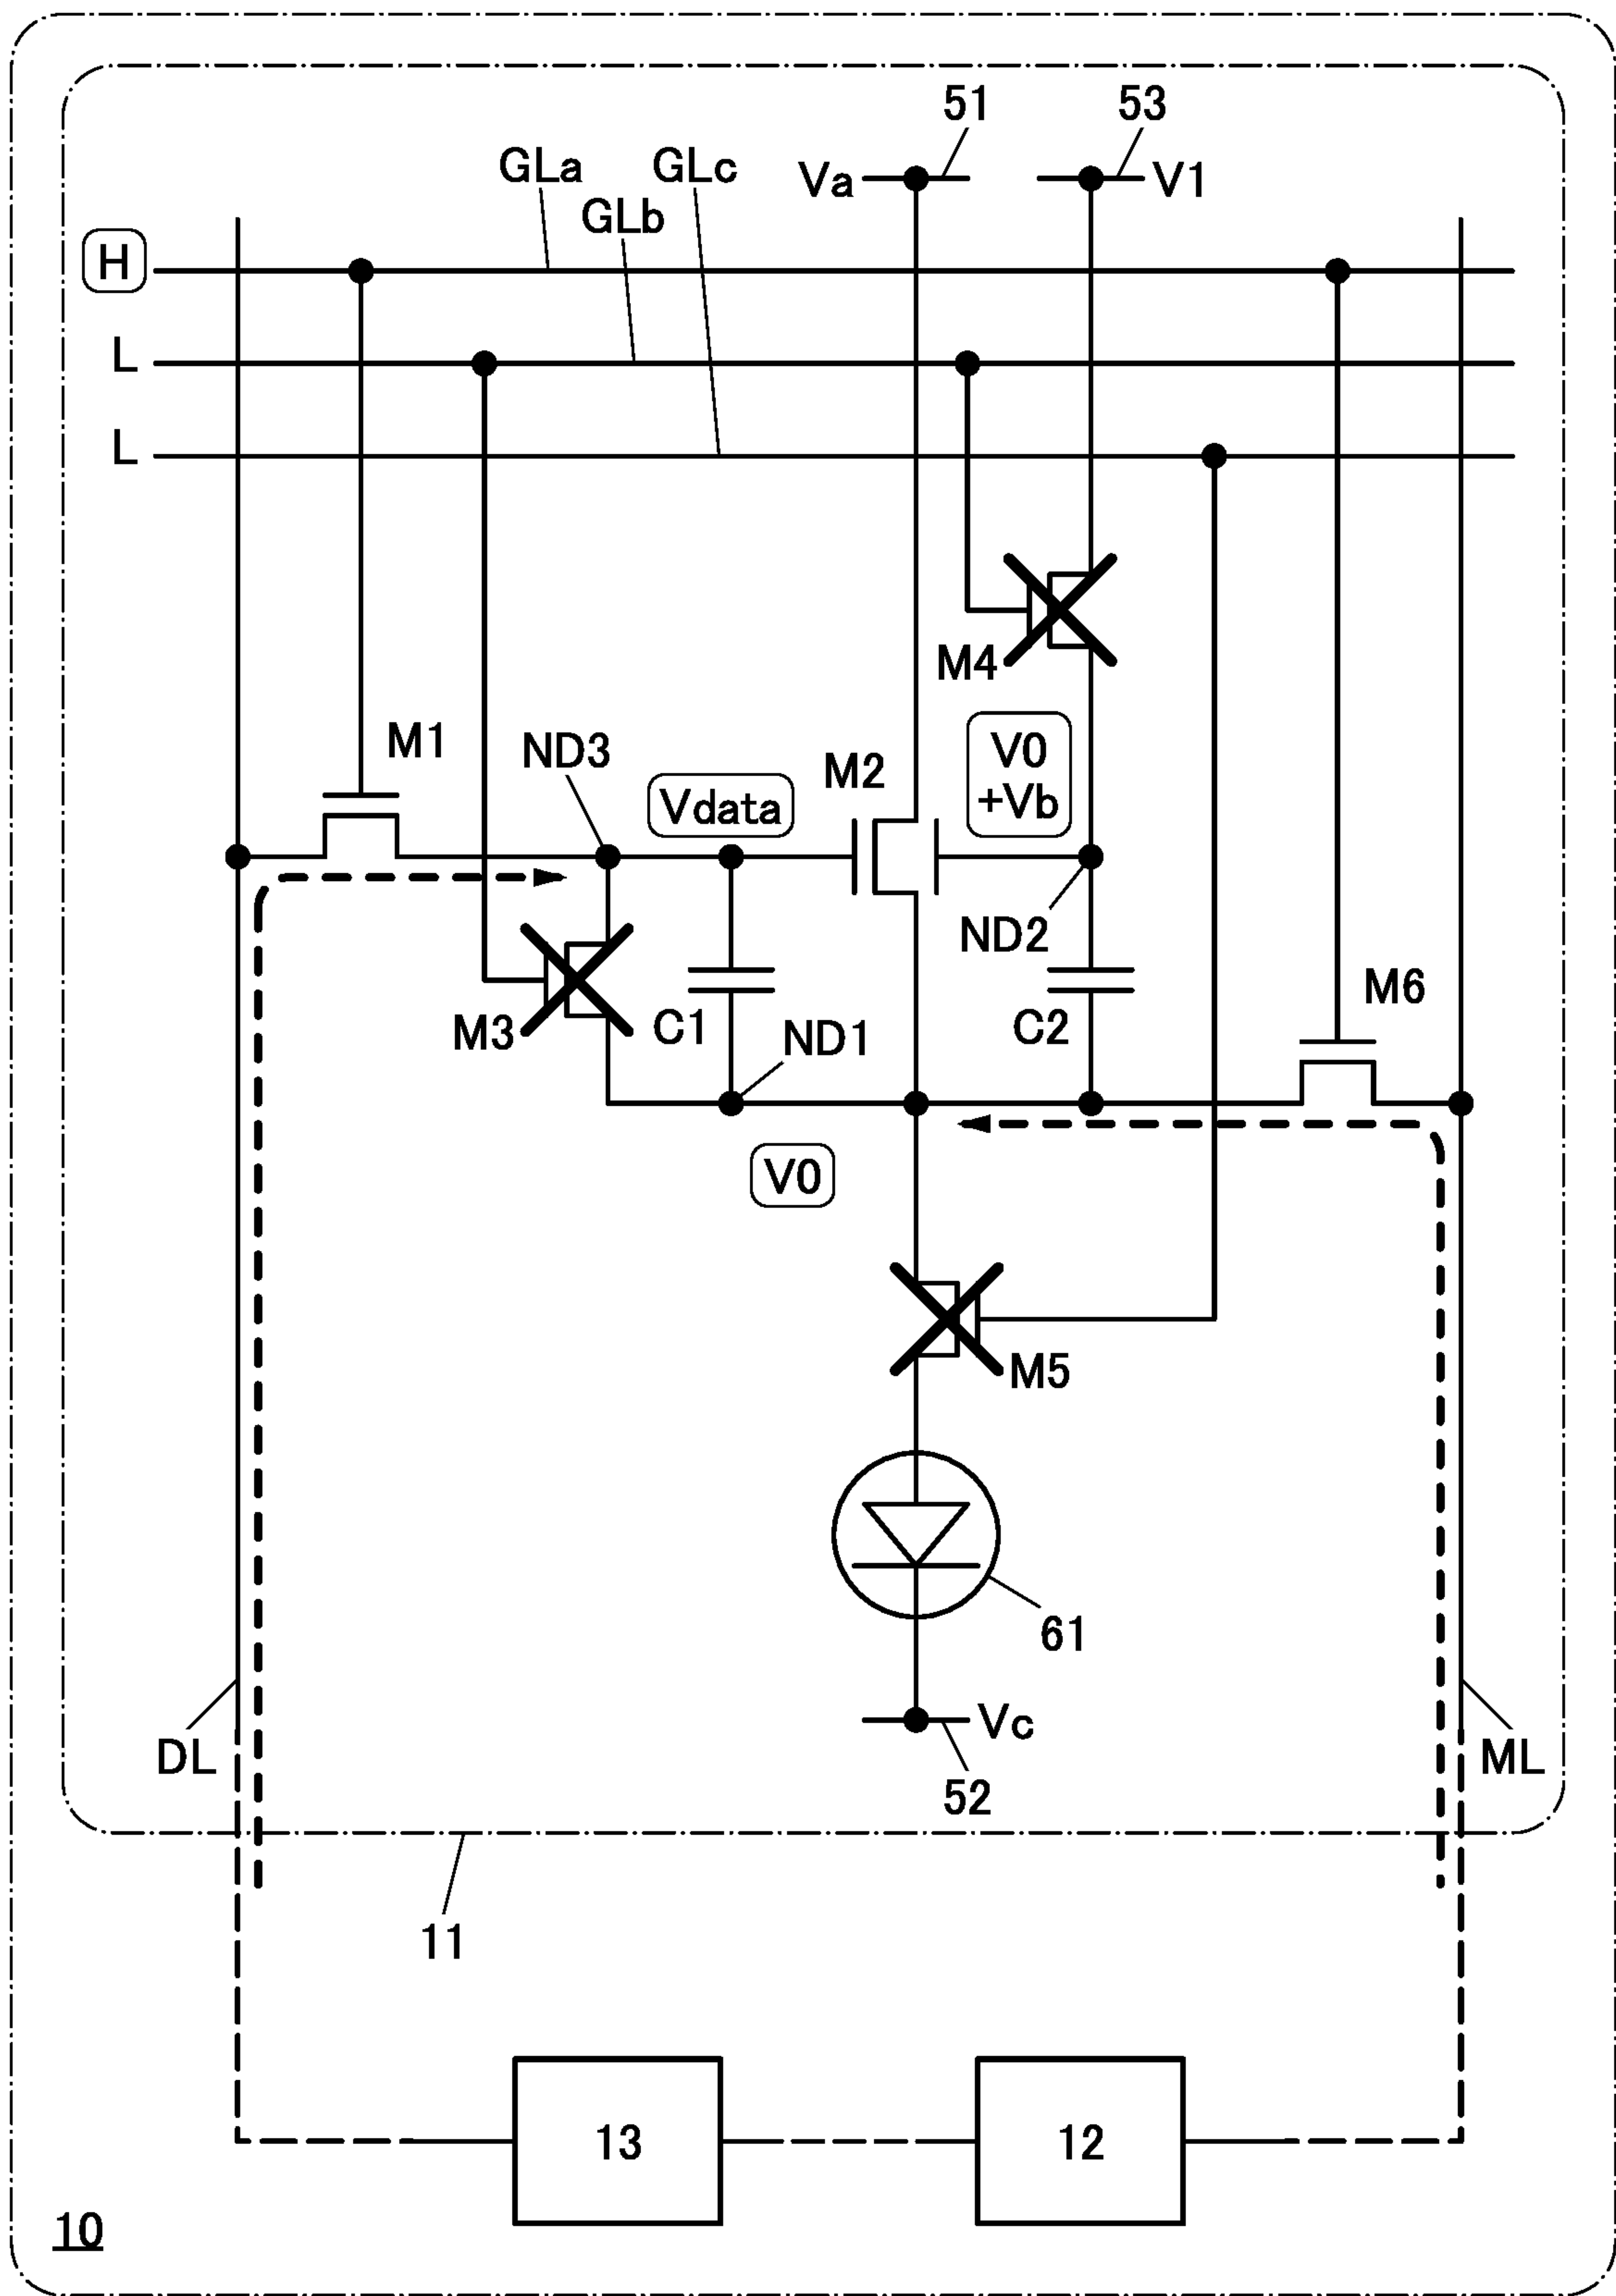 51
53
GLa
GLc
Va
V1
GLb
H
L
L
M4
M1
ND3
M2
V0
+Vb
Vdata
ND2
M6
M3
C1
ND1
C2
V0
M5
61
Vc
DL
ML
52
11
13
12
10